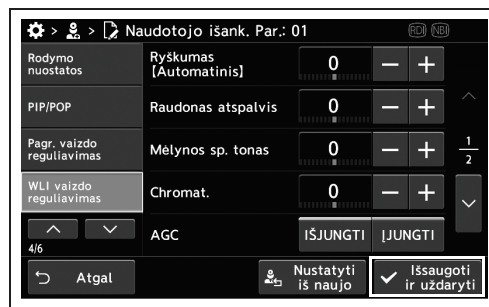 > > Naudotojo išank. Par.: 01
RDI NBI
Rodymo
nuostatos
PIP/POP
Pagr. vaizdo
reguliavimas
WLI vaizdo
reguliavimas
4/6
Ryškumas
[Automatinis]
0 − +
Raudonas atspalvis
0 − +
Mėlynos sp. tonas
0 − +
Chromat.
0 − +
AGC
IŠJUNGTI ĮJUNGTI
1
2
Atgal
Nustatyti
iš naujo
Išsaugoti
ir uždaryti